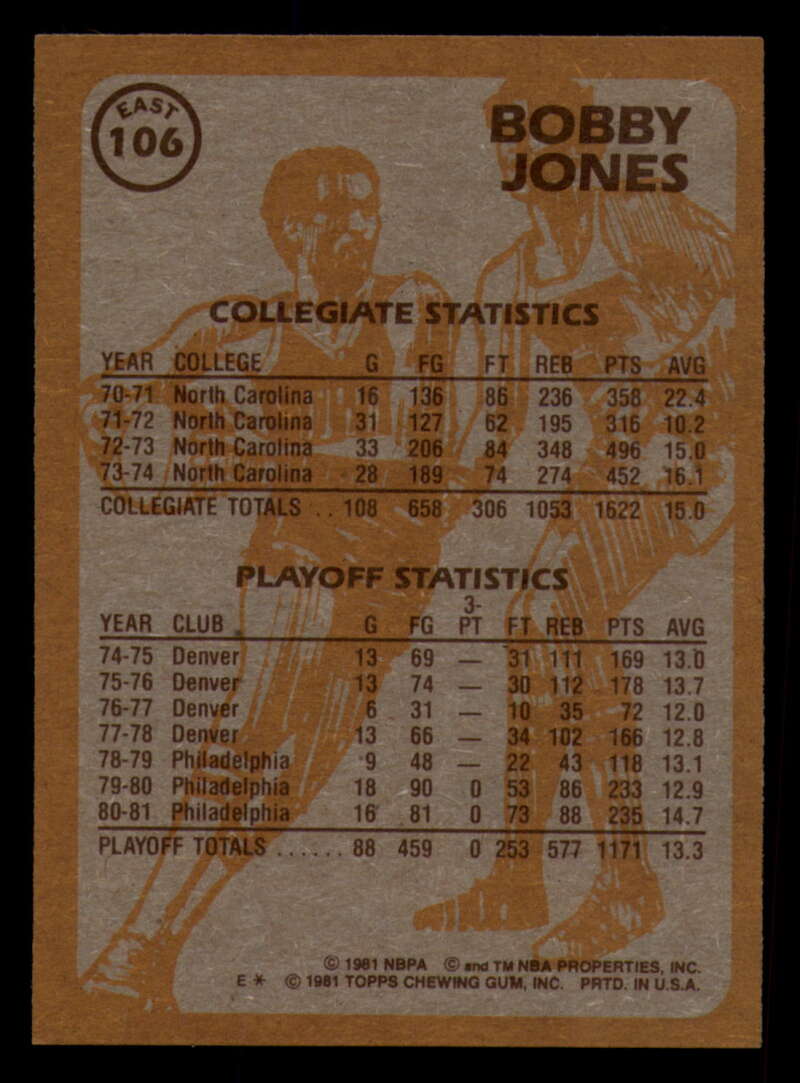 EAST
106
BOBBY
JONES
COLLEGIATE STATISTICS
YEAR COLLEGE G FG FT REB PTS AVG
70-71 North Carolina 16 136 86 236 358 22.4
71-72 North Carolina 31 127 62 195 316 10.2
72-73 North Carolina 33 206 84 348 496 15.0
73-74 North Carolina 28 189 74 274 452 16.1
COLLEGIATE TOTALS .. 108 658 306 1053 1622 15.0
PLAYOFF STATISTICS
YEAR CLUB G FG 3-PT FT REB PTS AVG
74-75 Denver 13 69 — 31 111 169 13.0
75-76 Denver 13 74 — 30 112 178 13.7
76-77 Denver 6 31 — 10 35 72 12.0
77-78 Denver 13 66 — 34 102 166 12.8
78-79 Philadelphia 9 48 — 22 43 118 13.1
79-80 Philadelphia 18 90 0 53 86 233 12.9
80-81 Philadelphia 16 81 0 73 88 235 14.7
PLAYOFF TOTALS ...... 88 459 0 253 577 1171 13.3
© 1981 NBPA © and TM NBA PROPERTIES, INC.
E * © 1981 TOPPS CHEWING GUM, INC. PRTD. IN U.S.A.